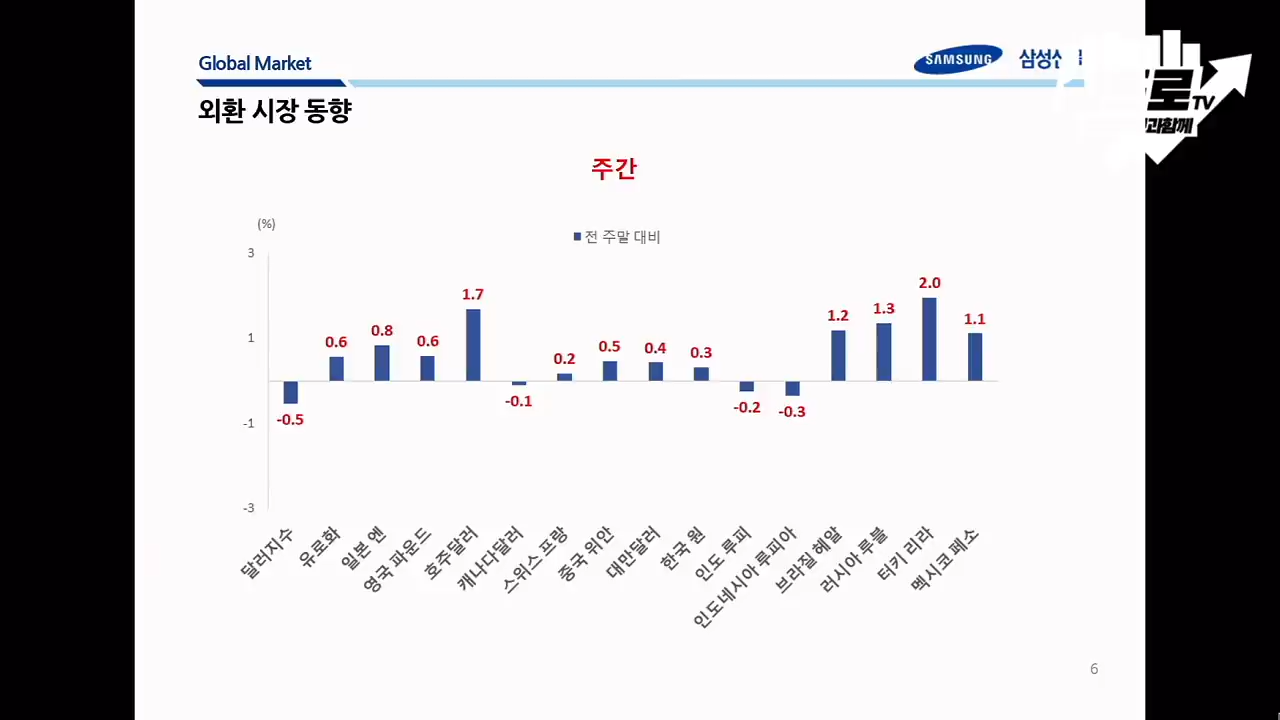 Global Market
SAMSUNG 삼성
외환 시장 동향
TV
과함께
주간
(%)
전 주말 대비
3
1
-1
-3
-0.5
0.6
0.8
0.6
1.7
-0.1
0.2
0.5
0.4
0.3
-0.2
-0.3
1.2
1.3
2.0
1.1
달러지수
유로화
일본 엔
영국 파운드
호주달러
캐나다달러
스위스 프랑
중국 위안
대만달러
한국 원
인도 루피
인도네시아 루피아
브라질 헤알
러시아 루블
터키 리라
멕시코 페소
6